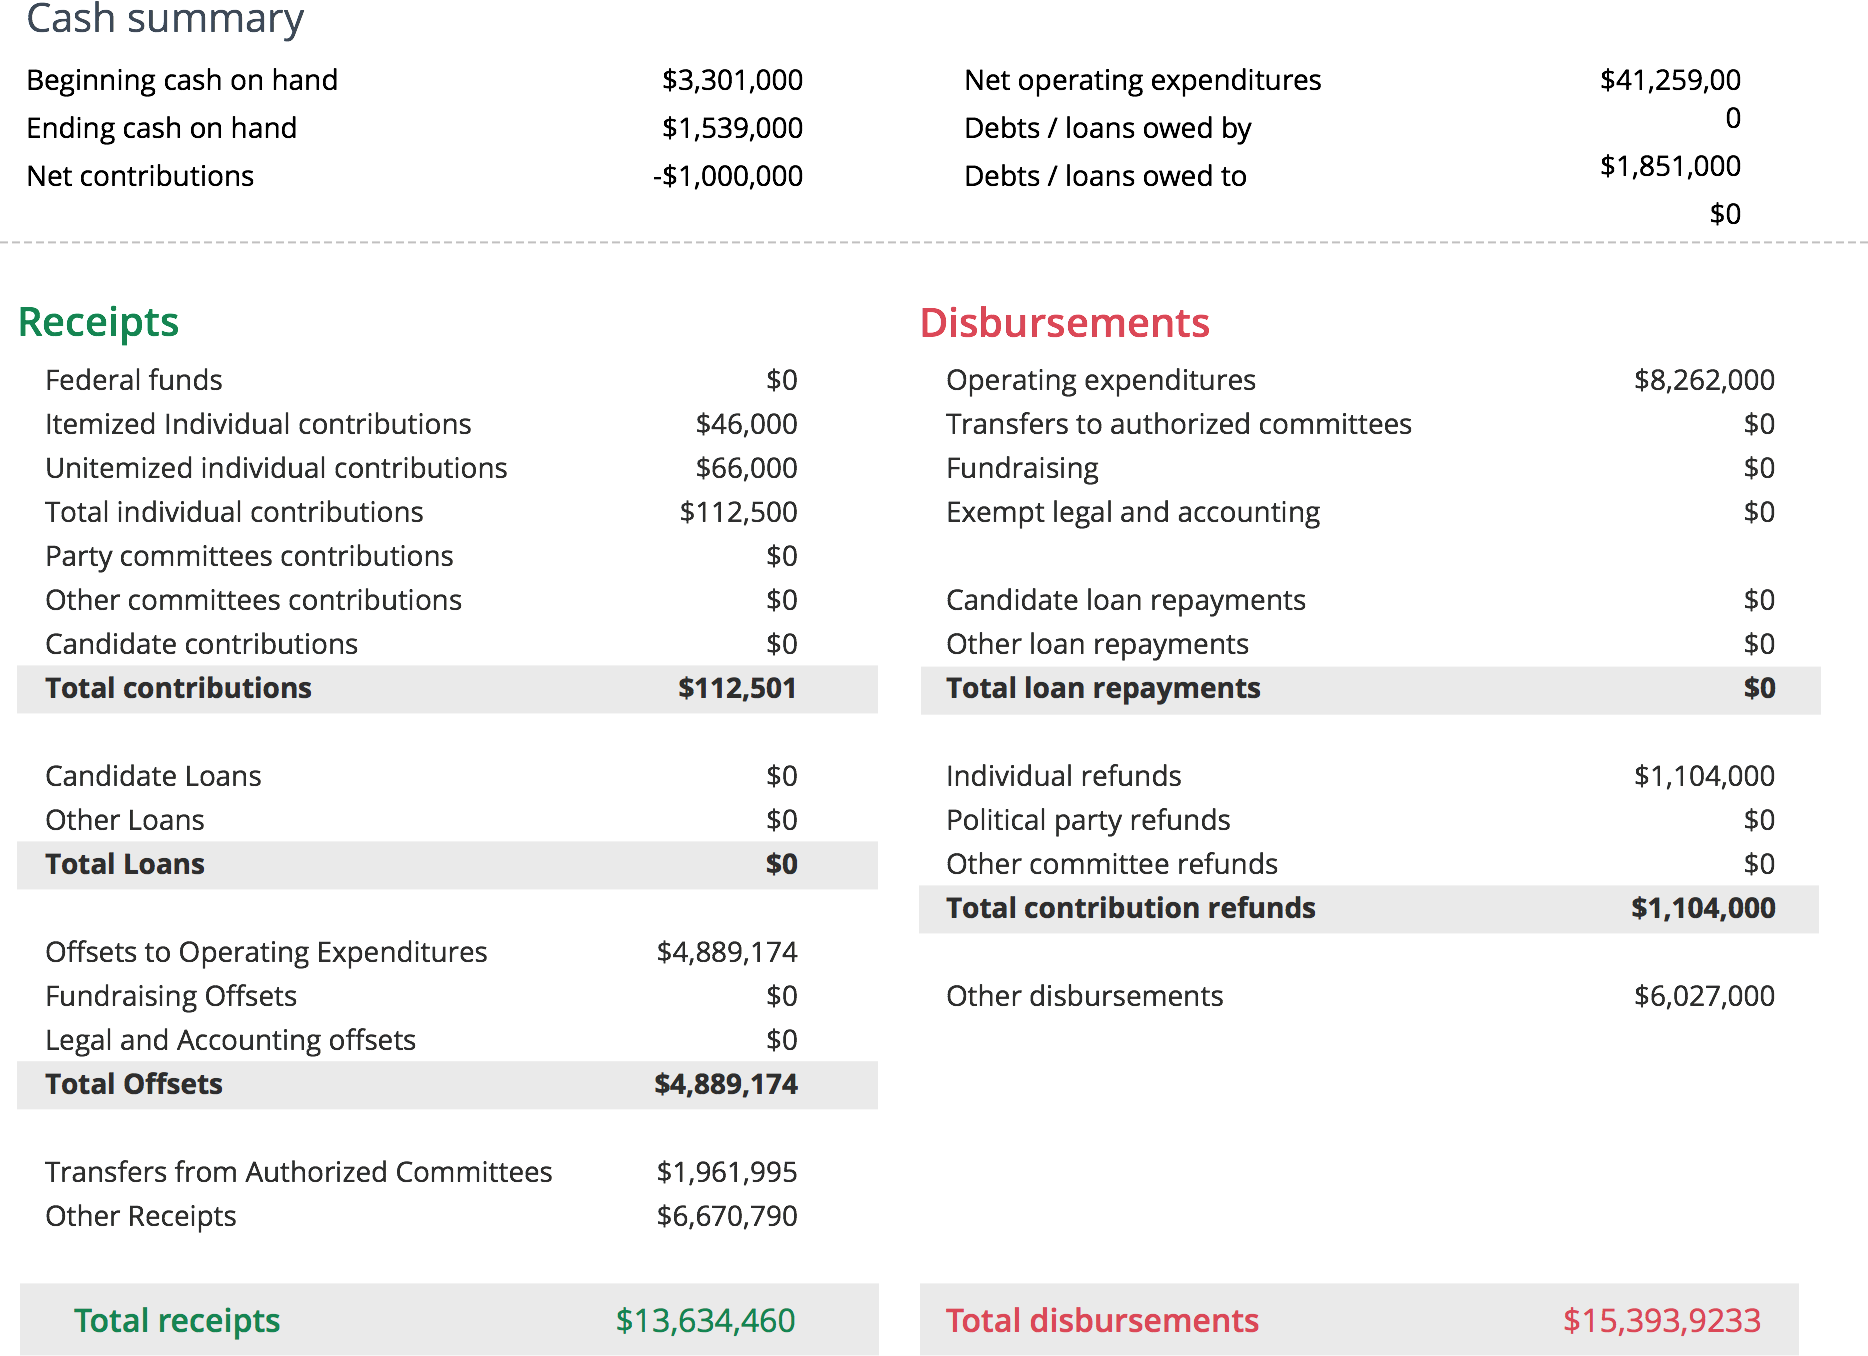 Cash summary
Beginning cash on hand $3,301,000
Ending cash on hand $1,539,000
Net contributions -$1,000,000
Net operating expenditures $41,259,00
0
Debts / loans owed by $1,851,000
Debts / loans owed to $0
Receipts
Federal funds $0
Itemized Individual contributions $46,000
Unitemized individual contributions $66,000
Total individual contributions $112,500
Party committees contributions $0
Other committees contributions $0
Candidate contributions $0
Total contributions $112,501
Candidate Loans $0
Other Loans $0
Total Loans $0
Offsets to Operating Expenditures $4,889,174
Fundraising Offsets $0
Legal and Accounting offsets $0
Total Offsets $4,889,174
Transfers from Authorized Committees $1,961,995
Other Receipts $6,670,790
Total receipts $13,634,460
Disbursements
Operating expenditures $8,262,000
Transfers to authorized committees $0
Fundraising $0
Exempt legal and accounting $0
Candidate loan repayments $0
Other loan repayments $0
Total loan repayments $0
Individual refunds $1,104,000
Political party refunds $0
Other committee refunds $0
Total contribution refunds $1,104,000
Other disbursements $6,027,000
Total disbursements $15,393,9233